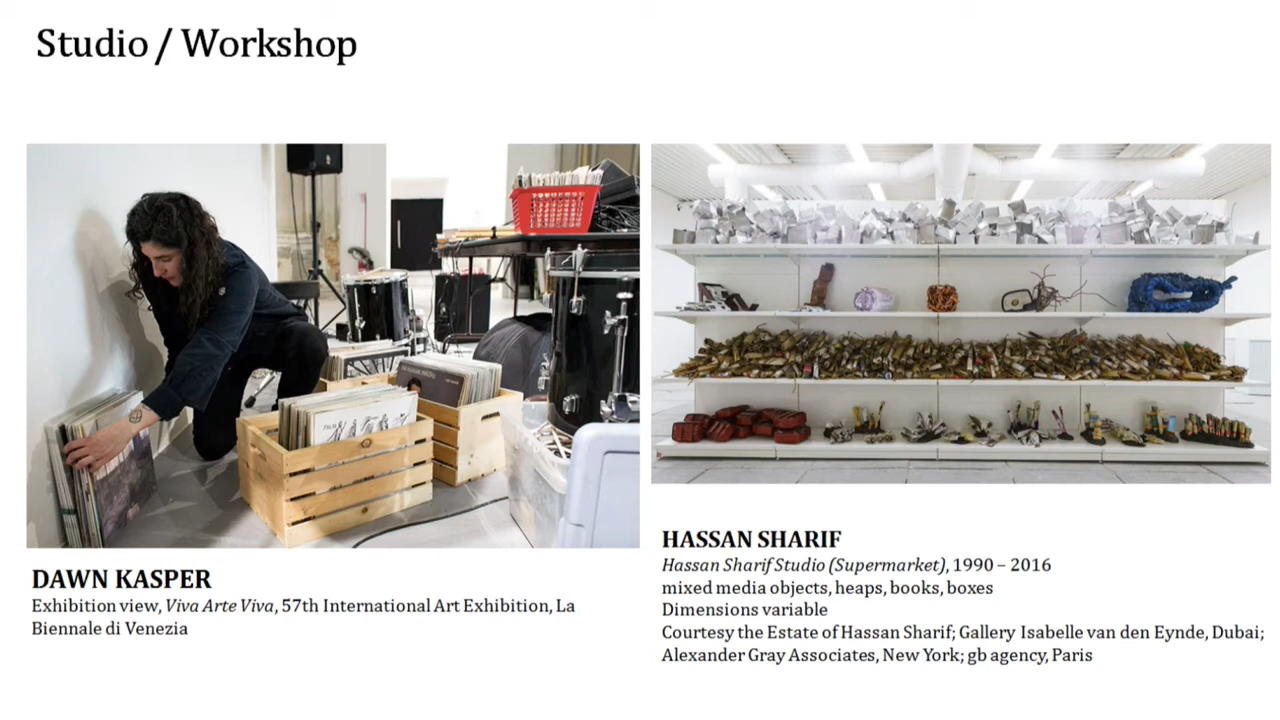 Studio / Workshop
DAWN KASPER
Exhibition view, Viva Arte Viva, 57th International Art Exhibition, La
Biennale di Venezia
HASSAN SHARIF
Hassan Sharif Studio (Supermarket), 1990 – 2016
mixed media objects, heaps, books, boxes
Dimensions variable
Courtesy the Estate of Hassan Sharif; Gallery Isabelle van den Eynde, Dubai;
Alexander Gray Associates, New York; gb agency, Paris